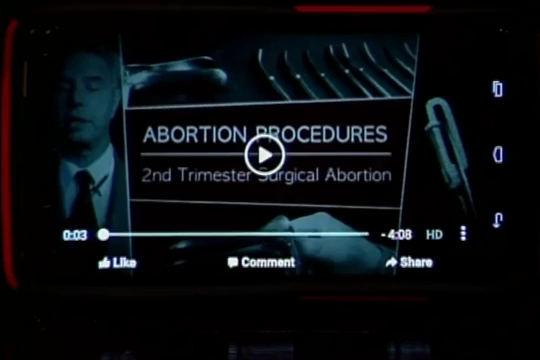 ABORTION PROCEDURES
2nd Trimester Surgical Abortion
0:03
-4:08
HD
Like
Comment
Share